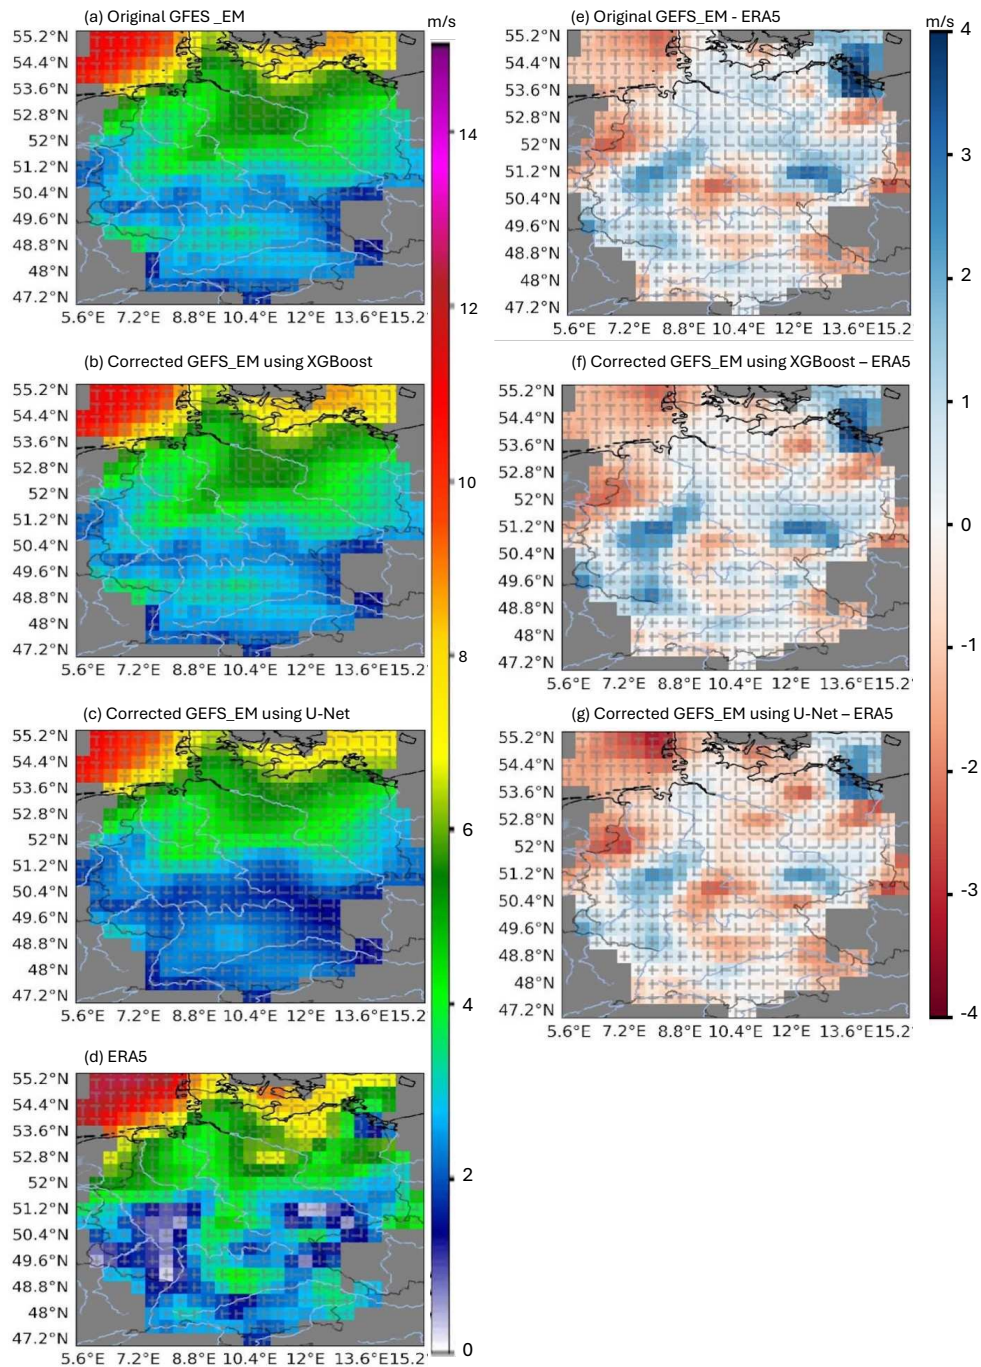 (a) Original GFES _EM
m/s
55.2°N
54.4°N
53.6°N
52.8°N
52°N
51.2°N
50.4°N
49.6°N
48.8°N
48°N
47.2°N
5.6°E 7.2°E 8.8°E 10.4°E 12°E 13.6°E 15.2°
(b) Corrected GEFS_EM using XGBoost
55.2°N
54.4°N
53.6°N
52.8°N
52°N
51.2°N
50.4°N
49.6°N
48.8°N
48°N
47.2°N
5.6°E 7.2°E 8.8°E 10.4°E 12°E 13.6°E 15.2°
(c) Corrected GEFS_EM using U-Net
55.2°N
54.4°N
53.6°N
52.8°N
52°N
51.2°N
50.4°N
49.6°N
48.8°N
48°N
47.2°N
5.6°E 7.2°E 8.8°E 10.4°E 12°E 13.6°E 15.2°
(d) ERA5
55.2°N
54.4°N
53.6°N
52.8°N
52°N
51.2°N
50.4°N
49.6°N
48.8°N
48°N
47.2°N
5.6°E 7.2°E 8.8°E 10.4°E 12°E 13.6°E 15.2°E
14
12
10
8
6
4
2
0
(e) Original GEFS_EM - ERA5
m/s
55.2°N
54.4°N
53.6°N
52.8°N
52°N
51.2°N
50.4°N
49.6°N
48.8°N
48°N
47.2°N
5.6°E 7.2°E 8.8°E 10.4°E 12°E 13.6°E 15.2°
(f) Corrected GEFS_EM using XGBoost – ERA5
55.2°N
54.4°N
53.6°N
52.8°N
52°N
51.2°N
50.4°N
49.6°N
48.8°N
48°N
47.2°N
5.6°E 7.2°E 8.8°E 10.4°E 12°E 13.6°E 15.2°
(g) Corrected GEFS_EM using U-Net – ERA5
55.2°N
54.4°N
53.6°N
52.8°N
52°N
51.2°N
50.4°N
49.6°N
48.8°N
48°N
47.2°N
5.6°E 7.2°E 8.8°E 10.4°E 12°E 13.6°E 15.2°
4
3
2
1
0
-1
-2
-3
-4